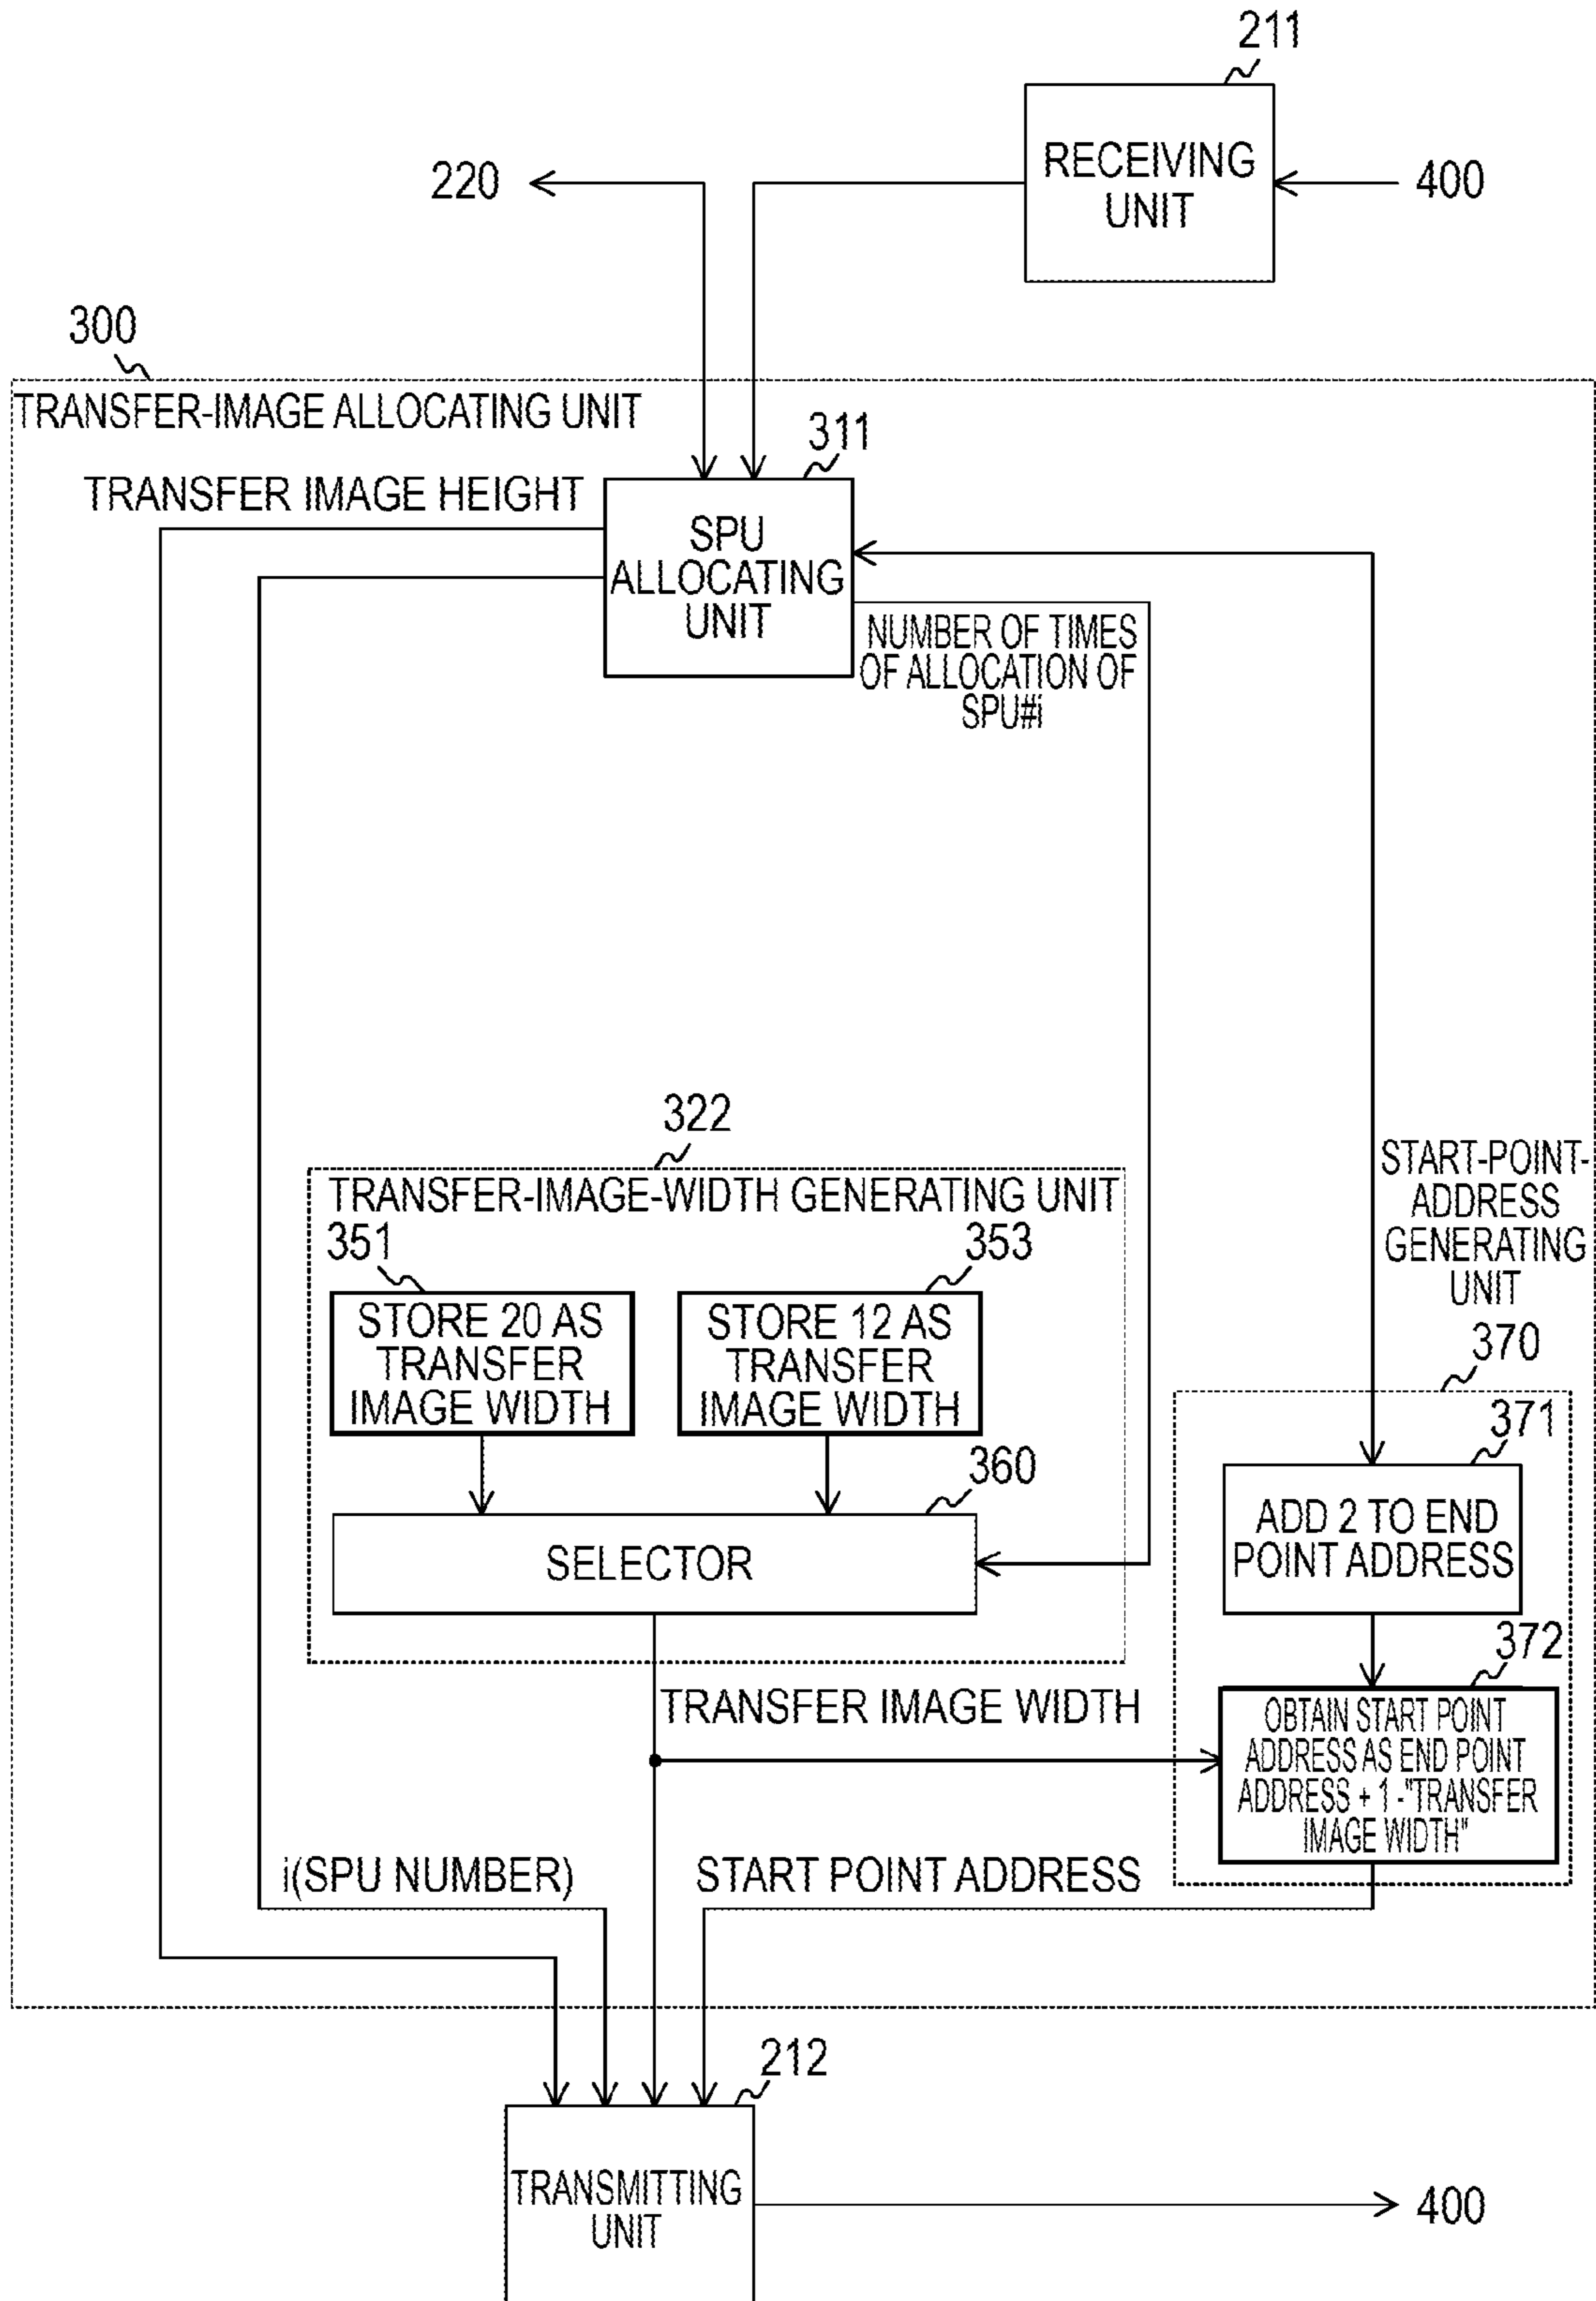 211
RECEIVING
UNIT
220
400
300
TRANSFER-IMAGE ALLOCATING UNIT
311
TRANSFER IMAGE HEIGHT
SPU
ALLOCATING
UNIT
NUMBER OF TIMES
OF ALLOCATION OF
SPU#i
322
TRANSFER-IMAGE-WIDTH GENERATING UNIT
START-POINT-
ADDRESS
GENERATING
UNIT
351
353
STORE 20 AS
TRANSFER
IMAGE WIDTH
STORE 12 AS
TRANSFER
IMAGE WIDTH
370
371
360
SELECTOR
ADD 2 TO END
POINT ADDRESS
372
TRANSFER IMAGE WIDTH
OBTAIN START POINT
ADDRESS AS END POINT
ADDRESS + 1 -"TRANSFER
IMAGE WIDTH"
i(SPU NUMBER)
START POINT ADDRESS
212
TRANSMITTING
UNIT
400